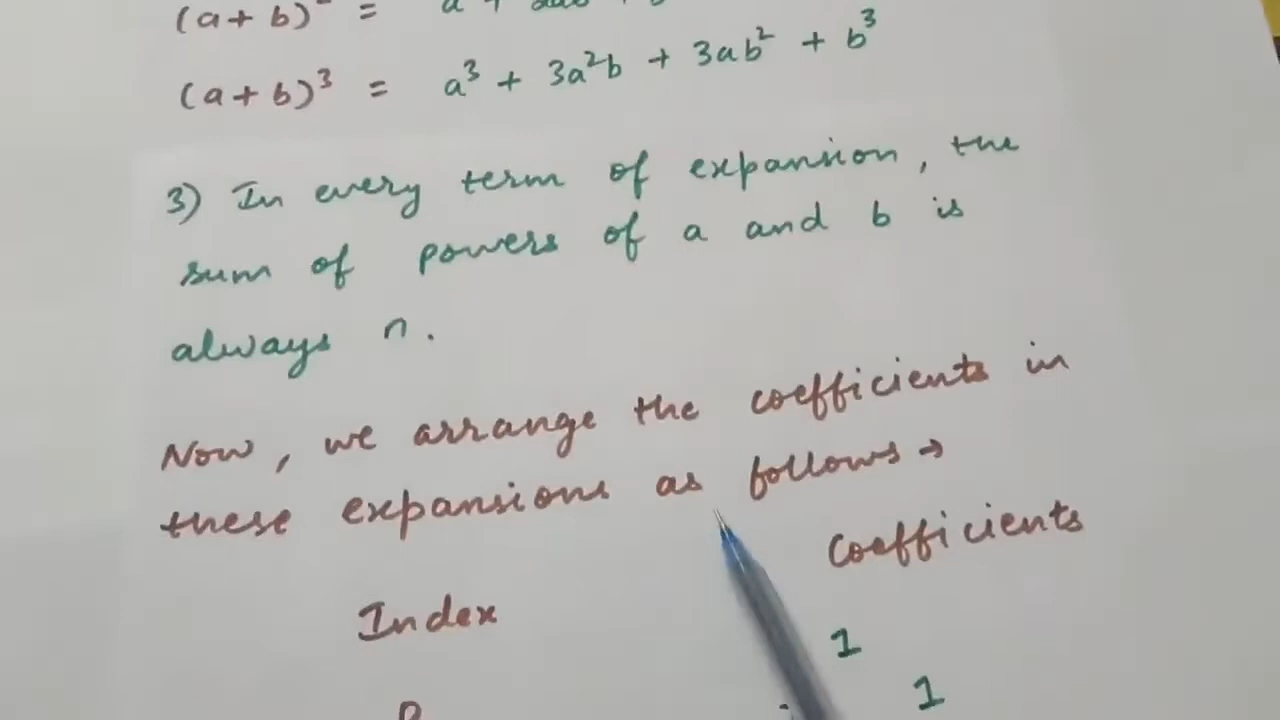 (a+b)² =
(a+b)³ = a³ + 3a²b + 3ab² + b³
3) In every term of expansion, the
sum of powers of a and b is
always n.
Now, we arrange the coefficients in
these expansions as follows →
Index Coefficients
1
1